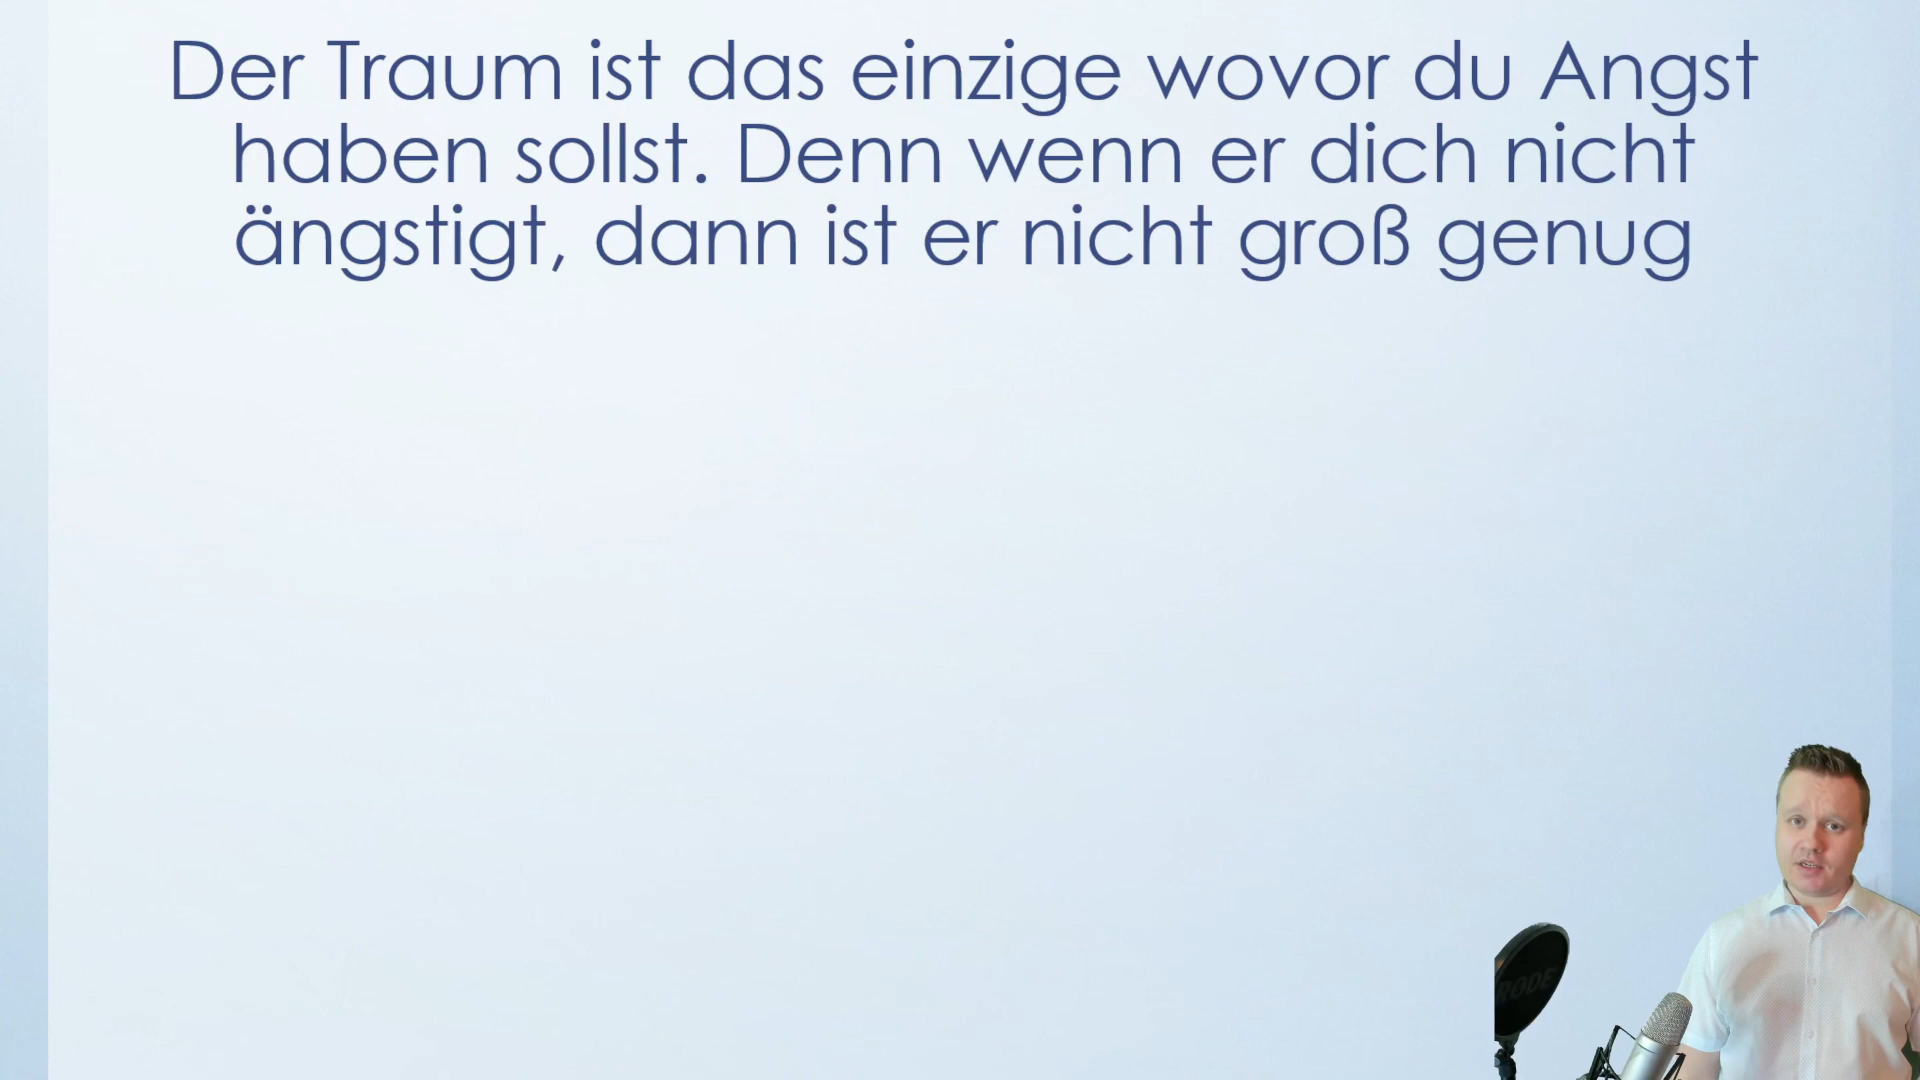 Der Traum ist das einzige wovor du Angst
haben sollst. Denn wenn er dich nicht
ängstigt, dann ist er nicht groß genug
RODE